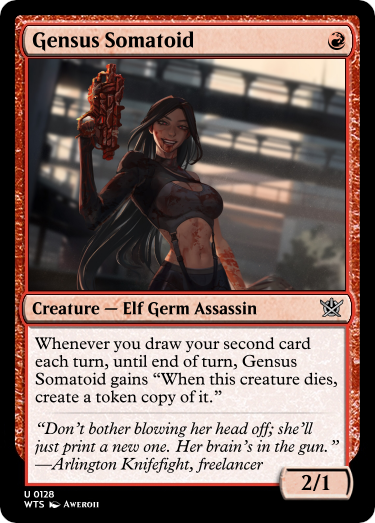 Gensus Somatoid
Creature — Elf Germ Assassin
Whenever you draw your second card
each turn, until end of turn, Gensus
Somatoid gains “When this creature dies,
create a token copy of it.”
“Don’t bother blowing her head off; she’ll
just print a new one. Her brain’s in the gun.”
—Arlington Knifefight, freelancer
2/1
U 0128
WTS Aweroii